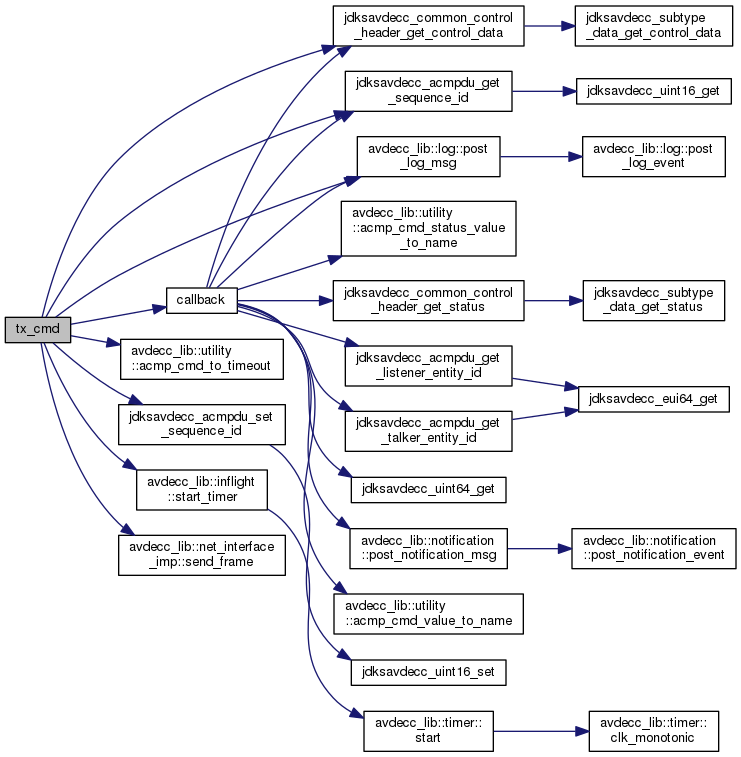 jdksavdecc_common_control
_header_get_control_data
jdksavdecc_subtype
_data_get_control_data
jdksavdecc_acmpdu_get
_sequence_id
jdksavdecc_uint16_get
avdecc_lib::log::post
_log_msg
avdecc_lib::log::post
_log_event
avdecc_lib::utility
::acmp_cmd_status_value
_to_name
callback
jdksavdecc_common_control
_header_get_status
jdksavdecc_subtype
_data_get_status
tx_cmd
avdecc_lib::utility
::acmp_cmd_to_timeout
jdksavdecc_acmpdu_get
_listener_entity_id
jdksavdecc_eui64_get
jdksavdecc_acmpdu_set
_sequence_id
jdksavdecc_acmpdu_get
_talker_entity_id
avdecc_lib::inflight
::start_timer
jdksavdecc_uint64_get
avdecc_lib::net_interface
_imp::send_frame
avdecc_lib::notification
::post_notification_msg
avdecc_lib::notification
::post_notification_event
avdecc_lib::utility
::acmp_cmd_value_to_name
jdksavdecc_uint16_set
avdecc_lib::timer::
start
avdecc_lib::timer::
clk_monotonic